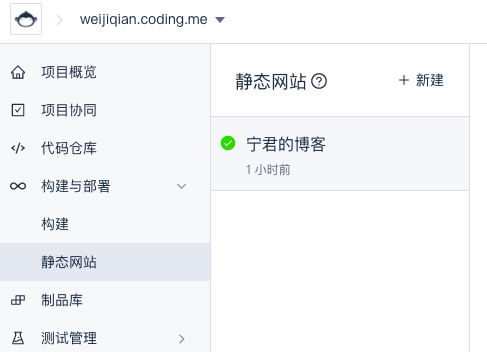 weijiqian.coding.me
项目概览
项目协同
代码仓库
构建与部署
构建
静态网站
制品库
测试管理
静态网站
新建
宁君的博客
1 小时前